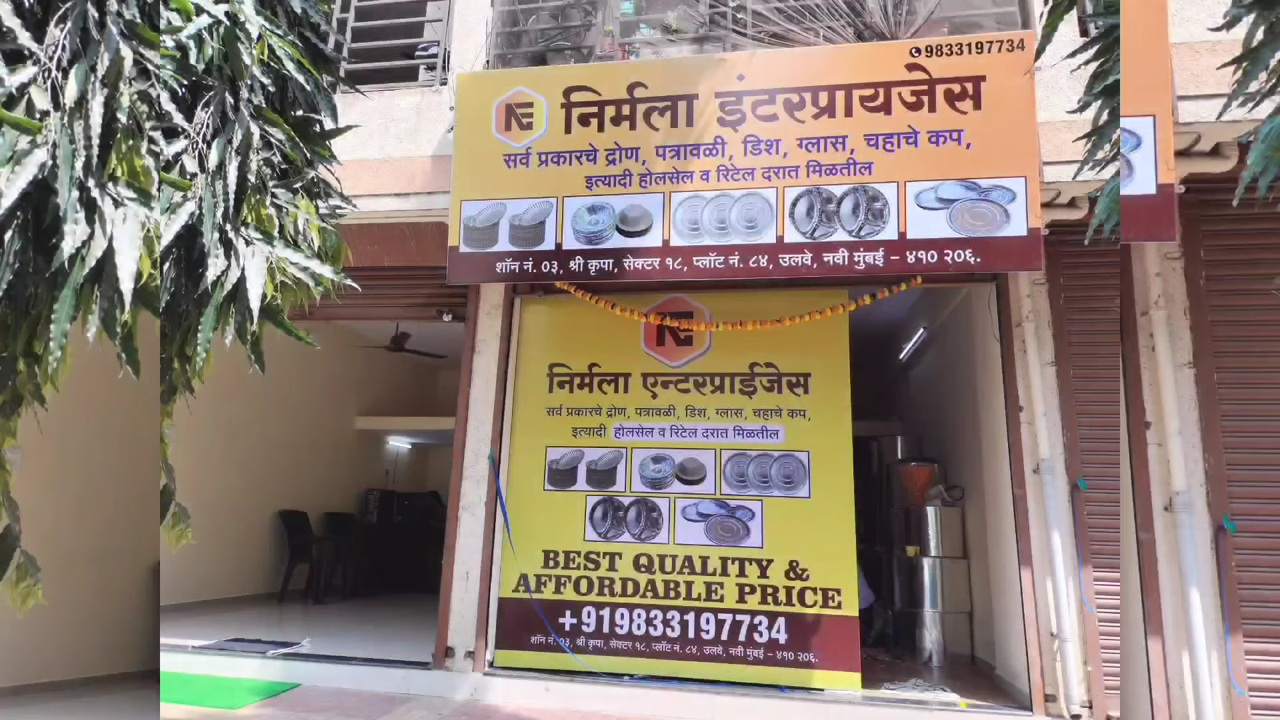 9833197734
NE
निर्मला इंटरप्रायजेस
सर्व प्रकारचे द्रोण, पत्रावळी, डिश, ग्लास, चहाचे कप,
इत्यादी होलसेल व रिटेल दरात मिळतील
शॉन नं. ०३, श्री कृपा, सेक्टर १८, प्लॉट नं. ८४, उलवे, नवी मुंबई – ४१० २०६.
NE
निर्मला एन्टरप्राईजेस
सर्व प्रकारचे द्रोण, पत्रावळी, डिश, ग्लास, चहाचे कप,
इत्यादी होलसेल व रिटेल दरात मिळतील
BEST QUALITY &
AFFORDABLE PRICE
+919833197734
शॉन नं. ०३, श्री कृपा, सेक्टर १८, प्लॉट नं. ८४, उलवे, नवी मुंबई – ४१० २०६.